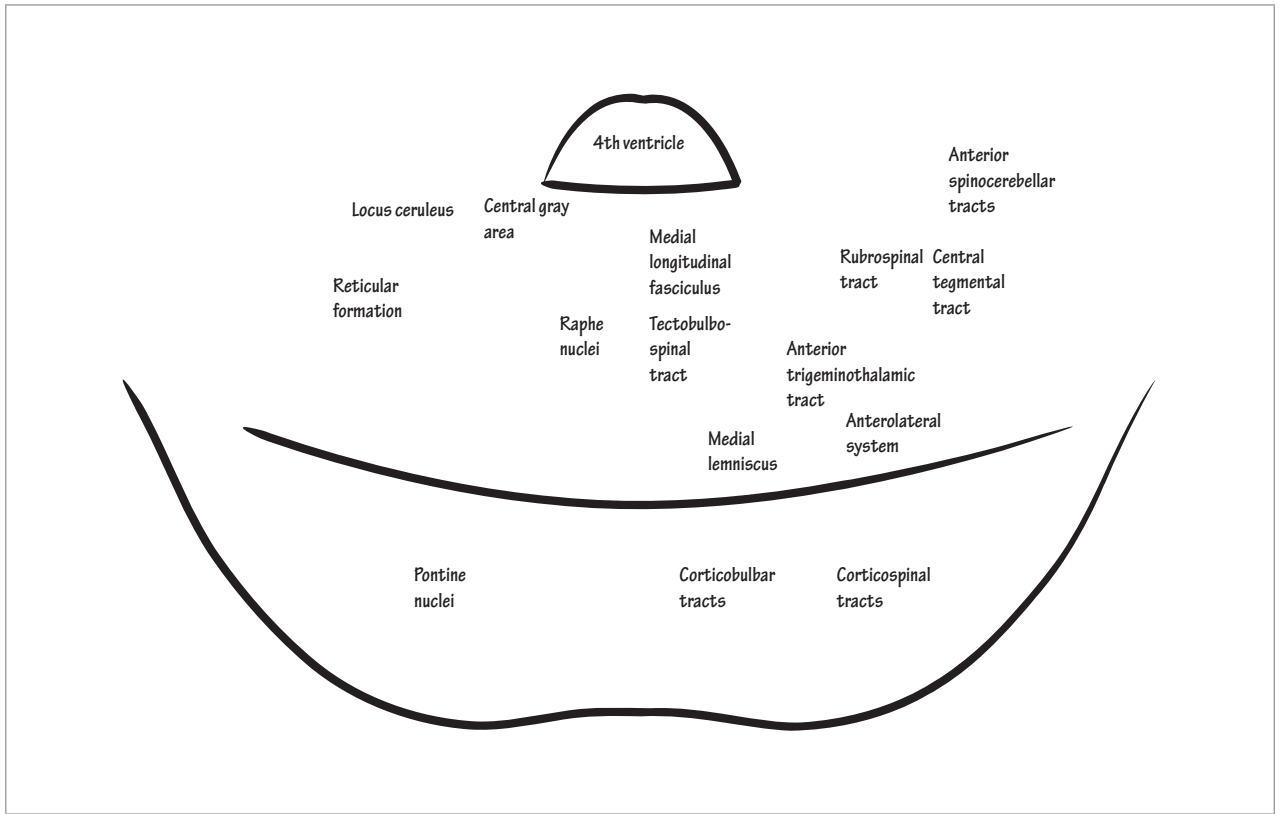 4th ventricle
Anterior
spinocerebellar
tracts
Locus ceruleus
Central gray
area
Medial
longitudinal
fasciculus
Rubrospinal
tract
Central
tegmental
tract
Reticular
formation
Raphe
nuclei
Tectobulbo-
spinal
tract
Anterior
trigeminothalamic
tract
Anterolateral
system
Medial
lemniscus
Pontine
nuclei
Corticobulbar
tracts
Corticospinal
tracts